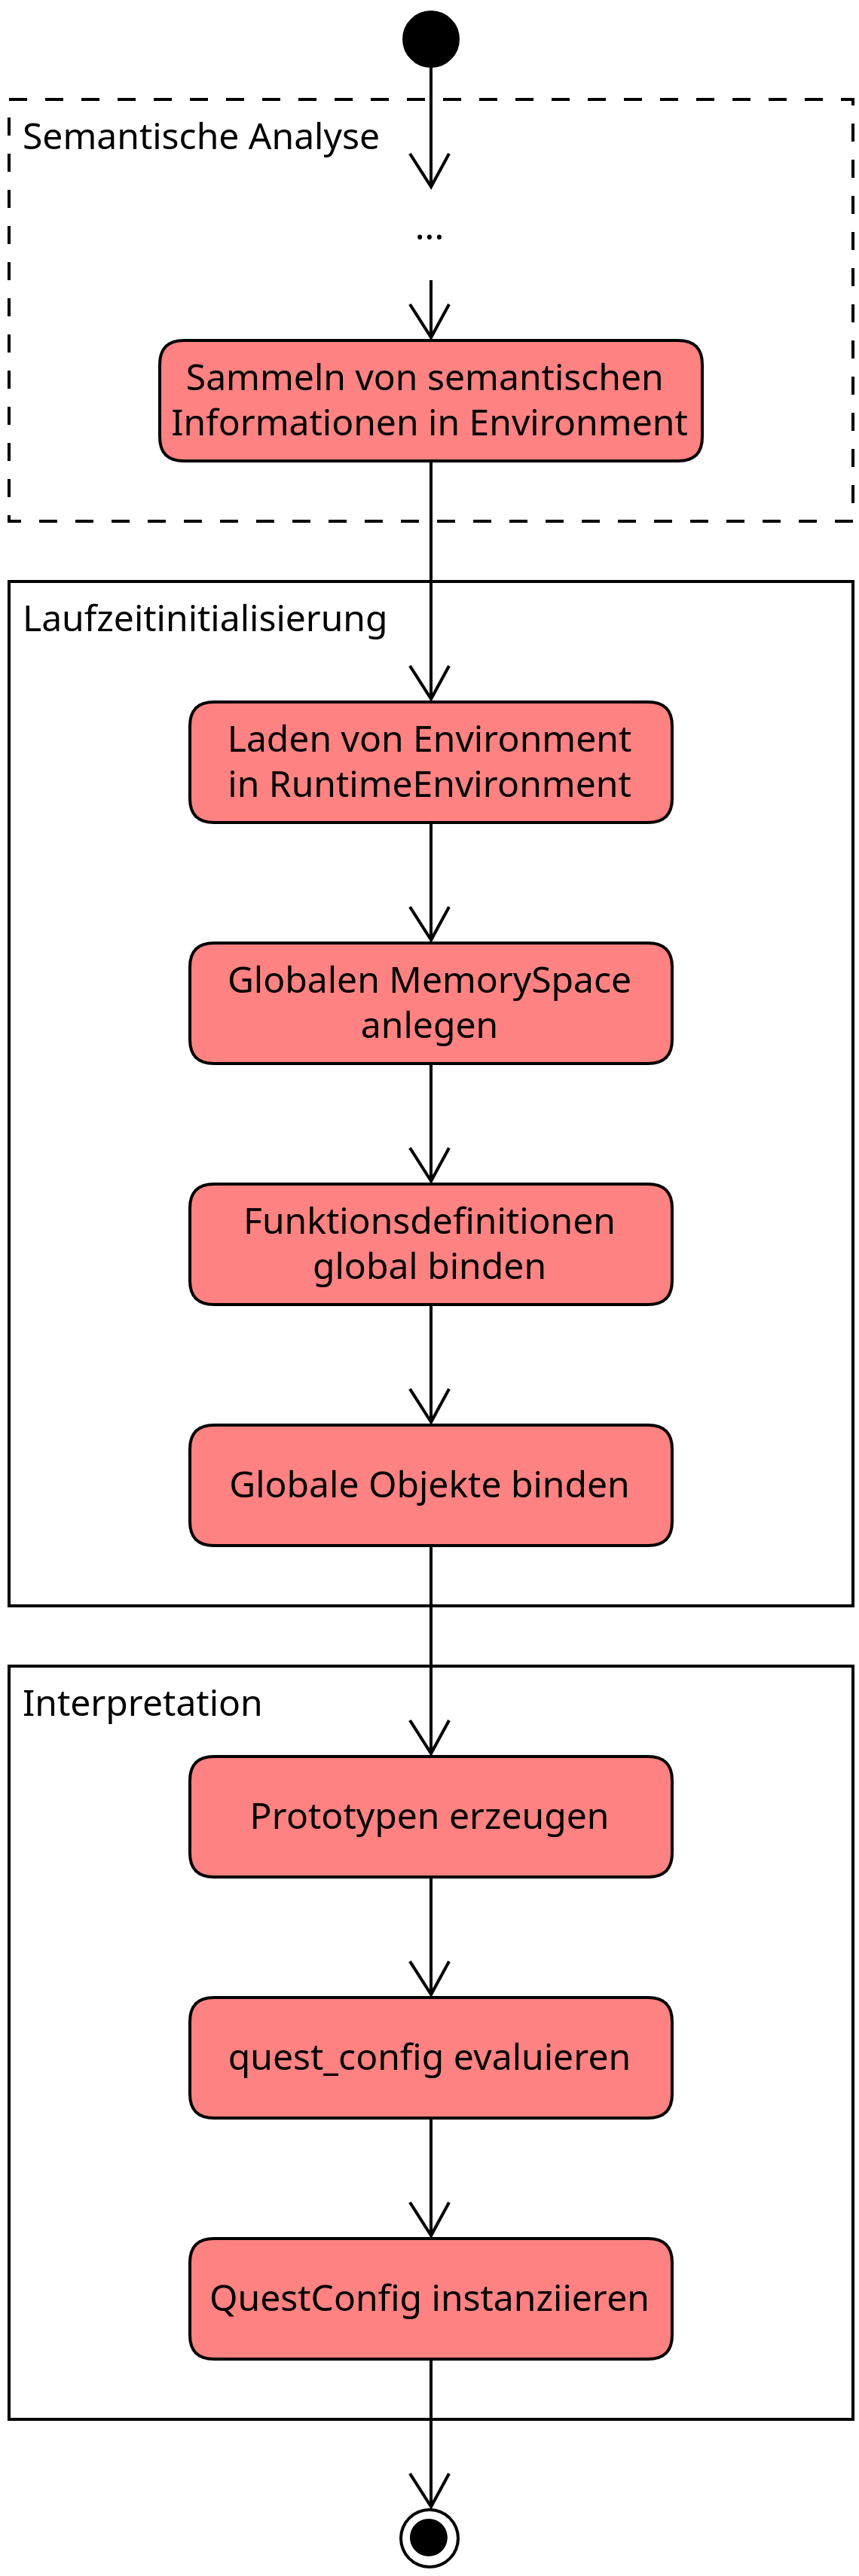 Semantische Analyse
...
Sammeln von semantischen
Informationen in Environment
Laufzeitinitialisierung
Laden von Environment
in RuntimeEnvironment
Globalen MemorySpace
anlegen
Funktionsdefinitionen
global binden
Globale Objekte binden
Interpretation
Prototypen erzeugen
quest_config evaluieren
QuestConfig instanziieren